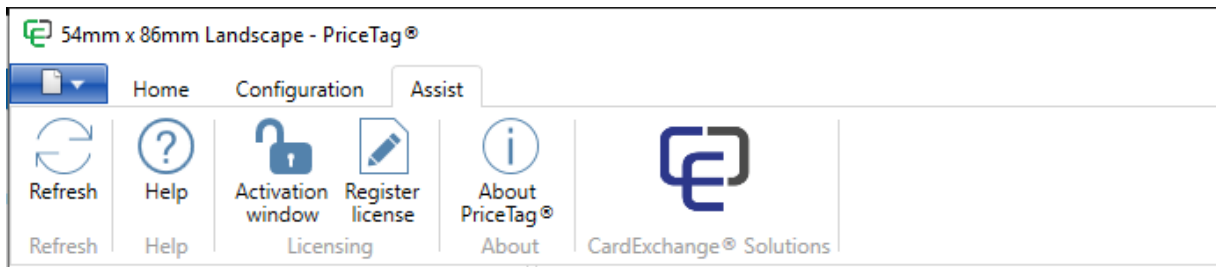 54mm x 86mm Landscape - PriceTag®
Home Configuration Assist
Refresh Help Activation window Register license About PriceTag®
Refresh Help Licensing About CardExchange® Solutions